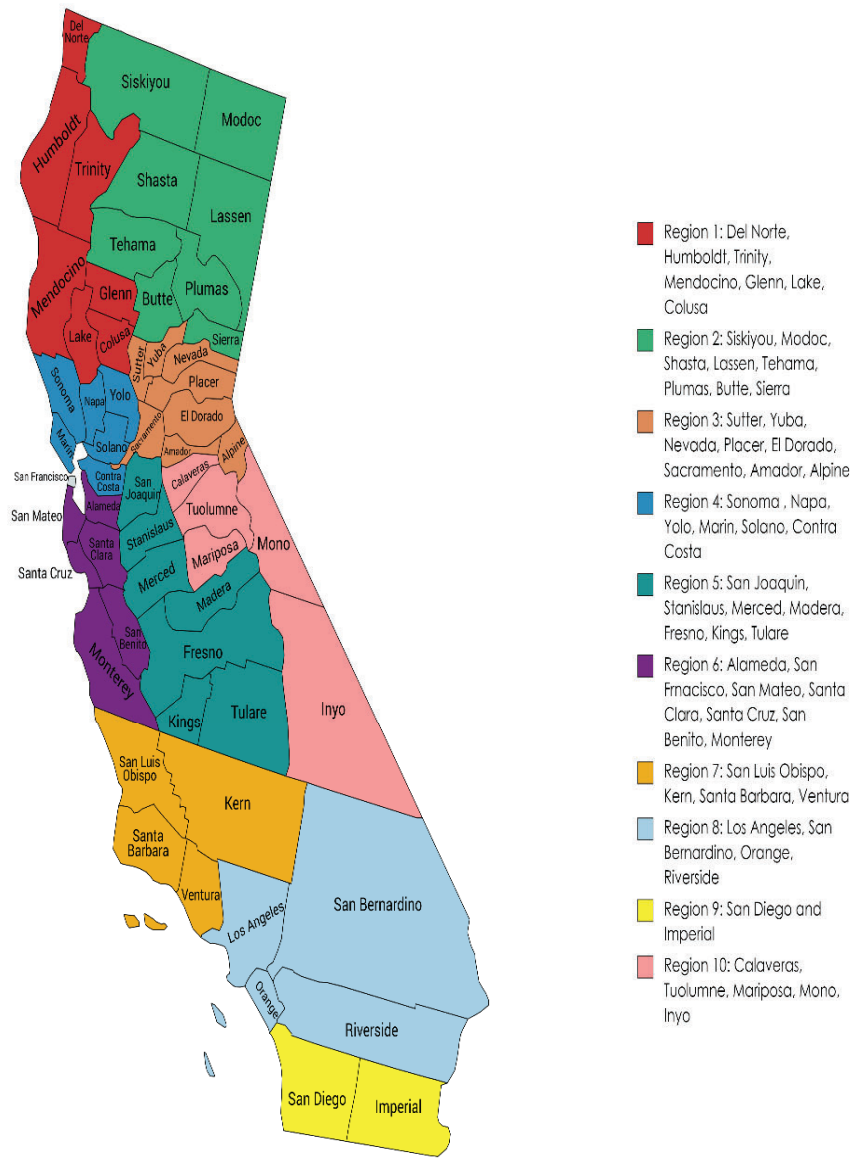 Del
Norte
Siskiyou
Modoc
Humboldt
Trinity
Shasta
Lassen
Tehama
Mendocino
Glenn
Butte
Plumas
Lake
Colusa
Sierra
Sutter
Yuba
Nevada
Placer
Sonoma
Napa
Yolo
El Dorado
Sacramento
Marin
Solano
Amador
Alpine
San Francisco
Contra
Costa
San
Joaquin
Calaveras
Tuolumne
San Mateo
Alameda
Stanislaus
Mono
Santa
Clara
Mariposa
Santa Cruz
Merced
Madera
San
Benito
Fresno
Monterey
Kings
Tulare
Inyo
San Luis
Obispo
Kern
Santa
Barbara
Ventura
San Bernardino
Los Angeles
Orange
Riverside
San Diego
Imperial
Region 1: Del Norte,
Humboldt, Trinity,
Mendocino, Glenn, Lake,
Colusa
Region 2: Siskiyou, Modoc,
Shasta, Lassen, Tehama,
Plumas, Butte, Sierra
Region 3: Sutter, Yuba,
Nevada, Placer, El Dorado,
Sacramento, Amador, Alpine
Region 4: Sonoma , Napa,
Yolo, Marin, Solano, Contra
Costa
Region 5: San Joaquin,
Stanislaus, Merced, Madera,
Fresno, Kings, Tulare
Region 6: Alameda, San
Frnacisco, San Mateo, Santa
Clara, Santa Cruz, San
Benito, Monterey
Region 7: San Luis Obispo,
Kern, Santa Barbara, Ventura
Region 8: Los Angeles, San
Bernardino, Orange,
Riverside
Region 9: San Diego and
Imperial
Region 10: Calaveras,
Tuolumne, Mariposa, Mono,
Inyo